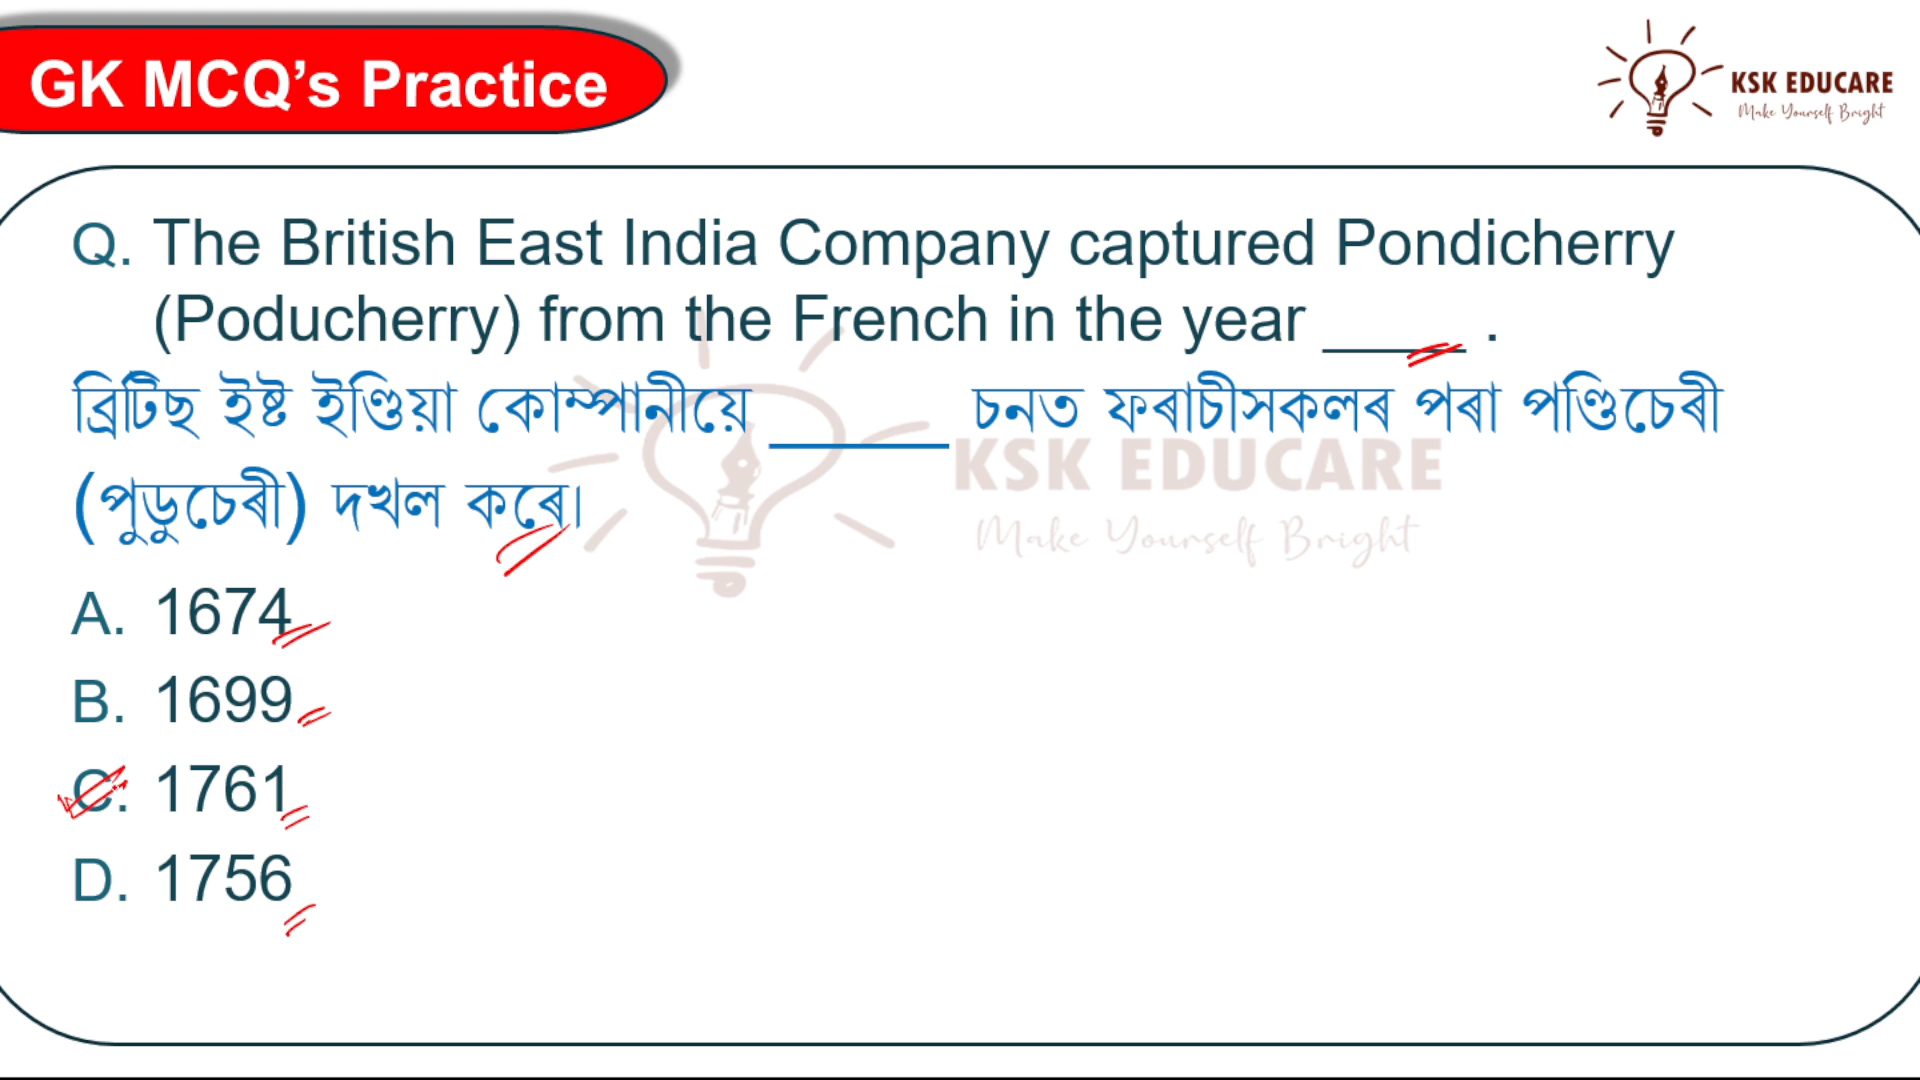 GK MCQ’s Practice
KSK EDUCARE
Make Yourself Bright
Q. The British East India Company captured Pondicherry
(Poducherry) from the French in the year ____ .
ব্ৰিটিছ ইষ্ট ইণ্ডিয়া কোম্পানীয়ে _____ চনত ফৰাচীসকলৰ পৰা পণ্ডিচেৰী
(পুডুচেৰী) দখল কৰে।
KSK EDUCARE
Make Yourself Bright
A. 1674
B. 1699
C. 1761
D. 1756